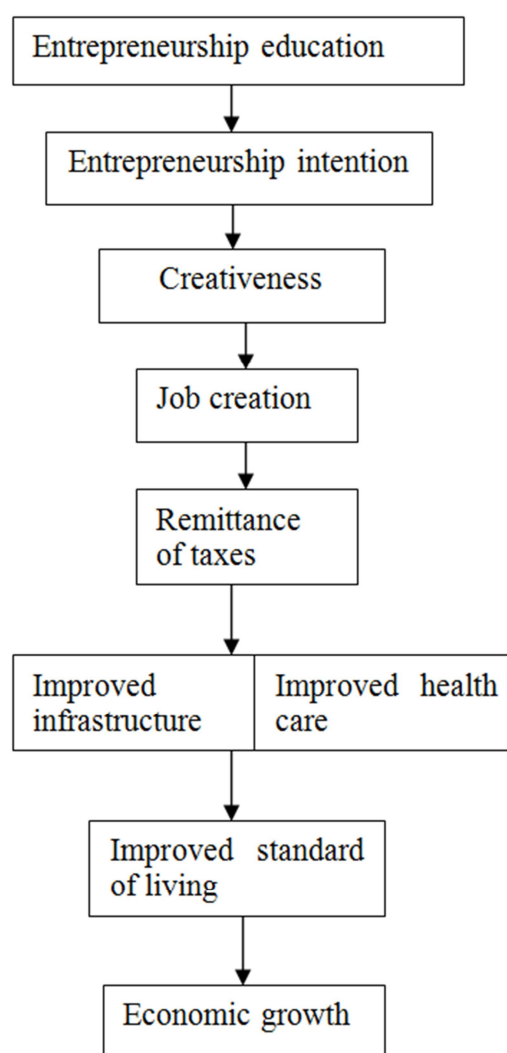 Entrepreneurship education
Entrepreneurship intention
Creativeness
Job creation
Remittance
of taxes
Improved
infrastructure
Improved health
care
Improved standard
of living
Economic growth